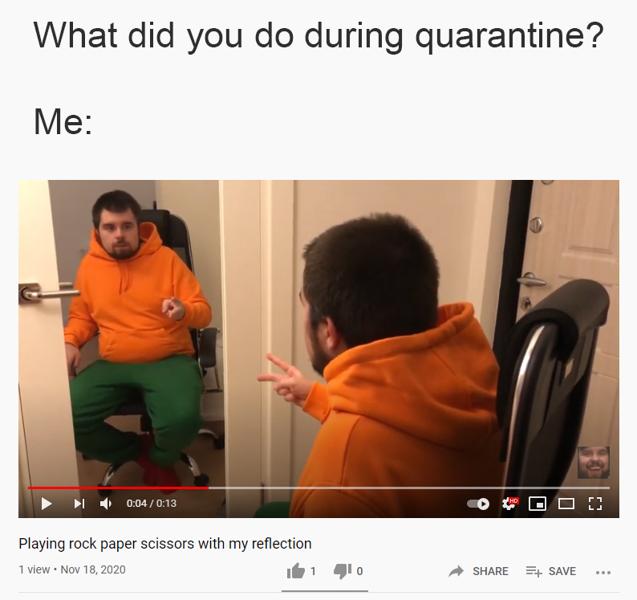 What did you do during quarantine?
Me:
HD
0:04 / 0:13
Playing rock paper scissors with my reflection
1 view • Nov 18, 2020
1 0 SHARE SAVE